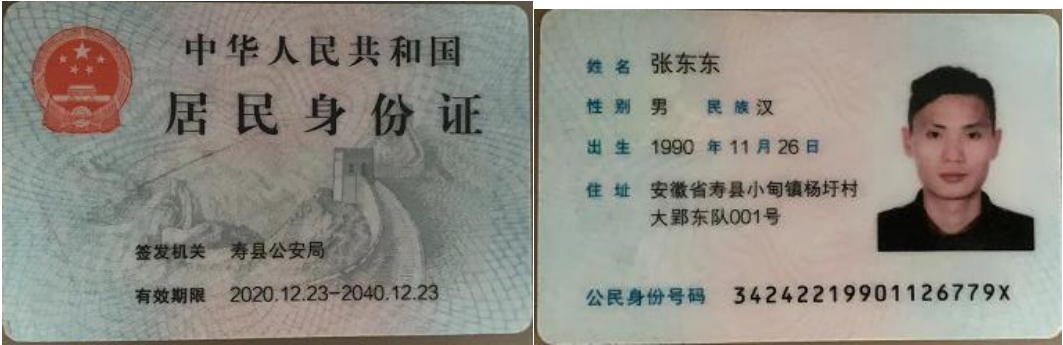 中华人民共和国
居民身份证
签发机关 寿县公安局
有效期限 2020.12.23-2040.12.23
姓名 张东东
性别 男 民族 汉
出生 1990 年 11 月 26 日
住址 安徽省寿县小甸镇杨圩村
大郢东队001号
公民身份号码 34242219901126779X